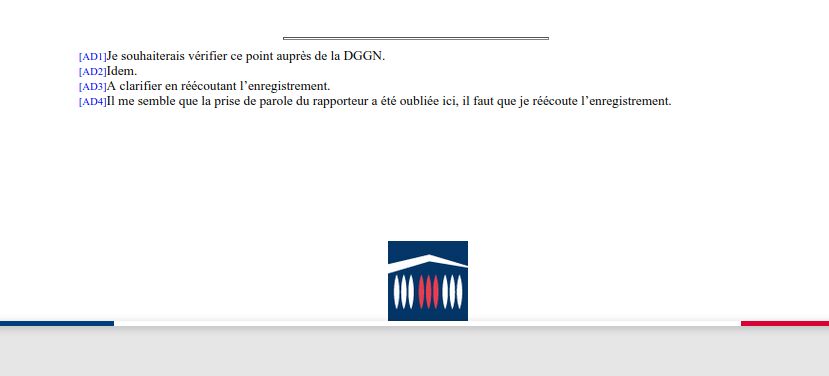 [AD1]Je souhaiterais vérifier ce point auprès de la DGGN.
[AD2]Idem.
[AD3]A clarifier en réécoutant l’enregistrement.
[AD4]Il me semble que la prise de parole du rapporteur a été oubliée ici, il faut que je réécoute l’enregistrement.